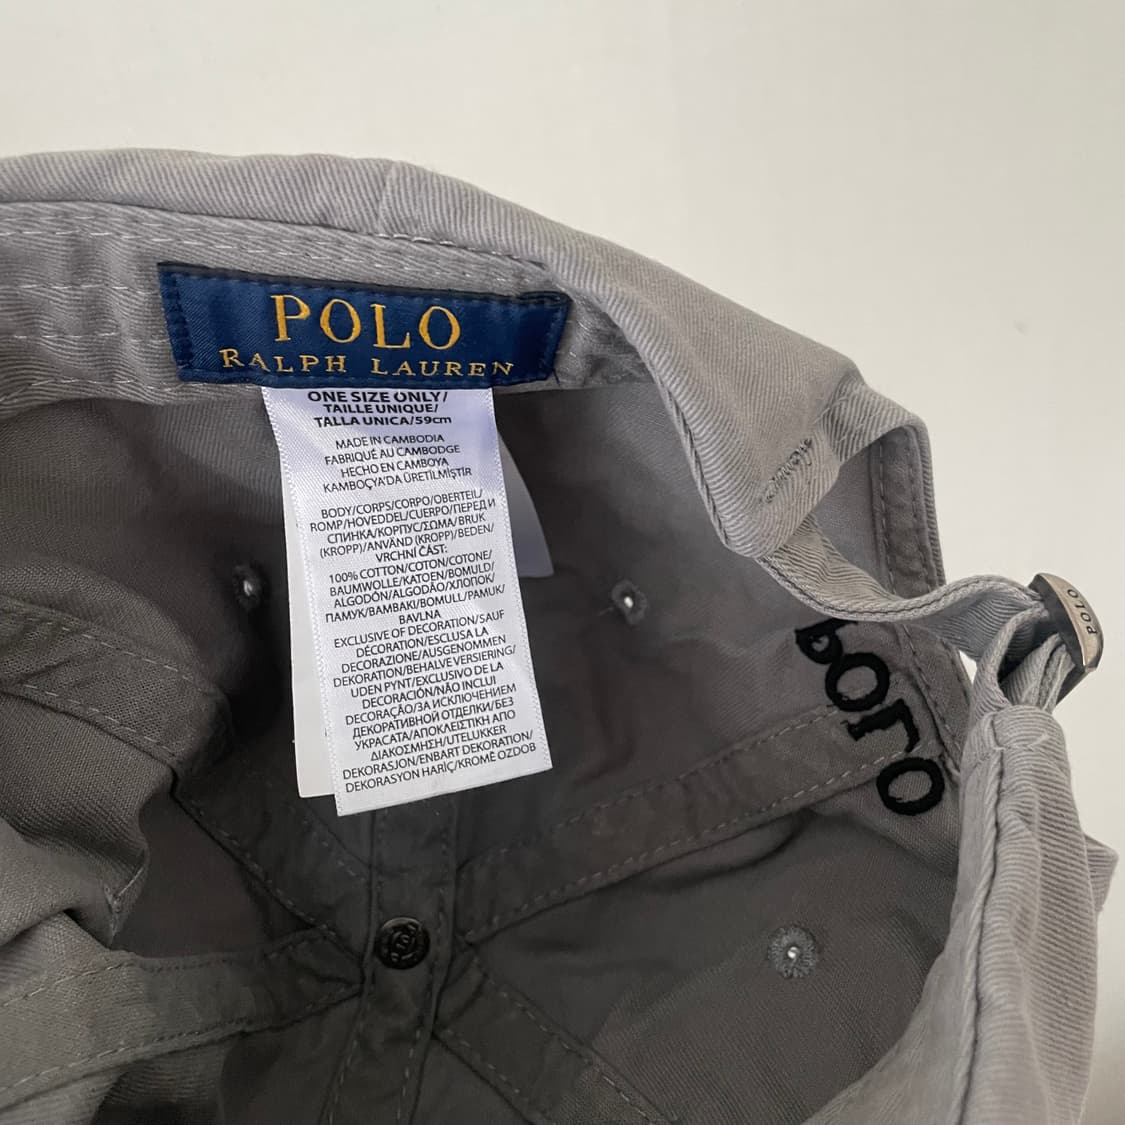 POLO
RALPH LAUREN
ONE SIZE ONLY/
TAILLE UNIQUE/
TALLA UNICA/59cm
MADE IN CAMBODIA
FABRIQUÉ AU CAMBODGE
HECHO EN CAMBOYA
KAMBOÇYA'DA ÜRETİLMİŞTİR
BODY/CORPS/CORPO/OBERTEIL/
ROMP/HOVEDDEL/CUERPO/ПЕРЕД И
СПИНКА/КОРПУС/ΣΩΜΑ/BRUK
(KROPP)/ANVÄND (KROPP)/BEDEN/
VRCHNÍ ČÁST:
100% COTTON/COTON/COTONE/
BAUMWOLLE/KATOEN/BOMULD/
ALGODÓN/ALGODÃO/ХЛОПОК/
ПАМУК/ΒΑΜΒΑΚΙ/BOMULL/PAMUK/
BAVLNA
EXCLUSIVE OF DECORATION/SAUF
DÉCORATION/ESCLUSA LA
DECORAZIONE/AUSGENOMMEN
DEKORATION/BEHALVE VERSIERING/
UDEN PYNT/EXCLUSIVO DE LA
DECORACIÓN/NÃO INCLUI
DECORAÇÃO/ЗА ИСКЛЮЧЕНИЕМ
ДЕКОРАТИВНОЙ ОТДЕЛКИ/БЕЗ
УКРАСАТА/ΑΠΟΚΛΕΙΣΤΙΚΗ ΑΠΟ
ΔΙΑΚΟΣΜΗΣΗ/UTELUKKER
DEKORASJON/ENBART DEKORATION/
DEKORASYON HARİÇ/KROMĚ OZDOB
POLO